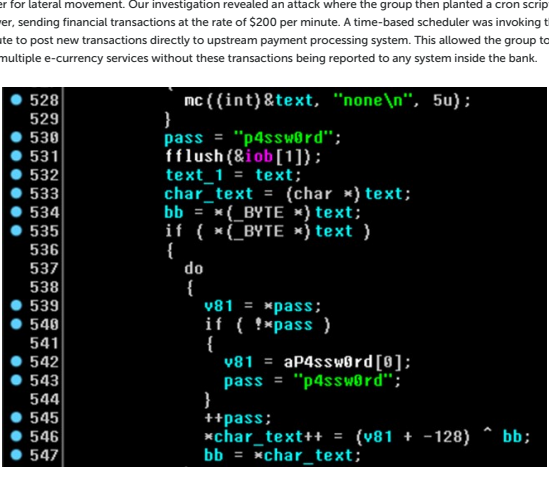 er for lateral movement. Our investigation revealed an attack where the group then planted a cron script
ver, sending financial transactions at the rate of $200 per minute. A time-based scheduler was invoking th
ute to post new transactions directly to upstream payment processing system. This allowed the group to
multiple e-currency services without these transactions being reported to any system inside the bank.
528 mc((int)&text, "none\n", 5u);
529 }
530 pass = "p4ssw0rd";
531 fflush(&iob[1]);
532 text_1 = text;
533 char_text = (char *)text;
534 bb = *(_BYTE *)text;
535 if ( *(_BYTE *)text )
536 {
537 do
538 {
539 v81 = *pass;
540 if ( !*pass )
541 {
542 v81 = aP4ssw0rd[0];
543 pass = "p4ssw0rd";
544 }
545 ++pass;
546 *char_text++ = (v81 + -128) ^ bb;
547 bb = *char_text;